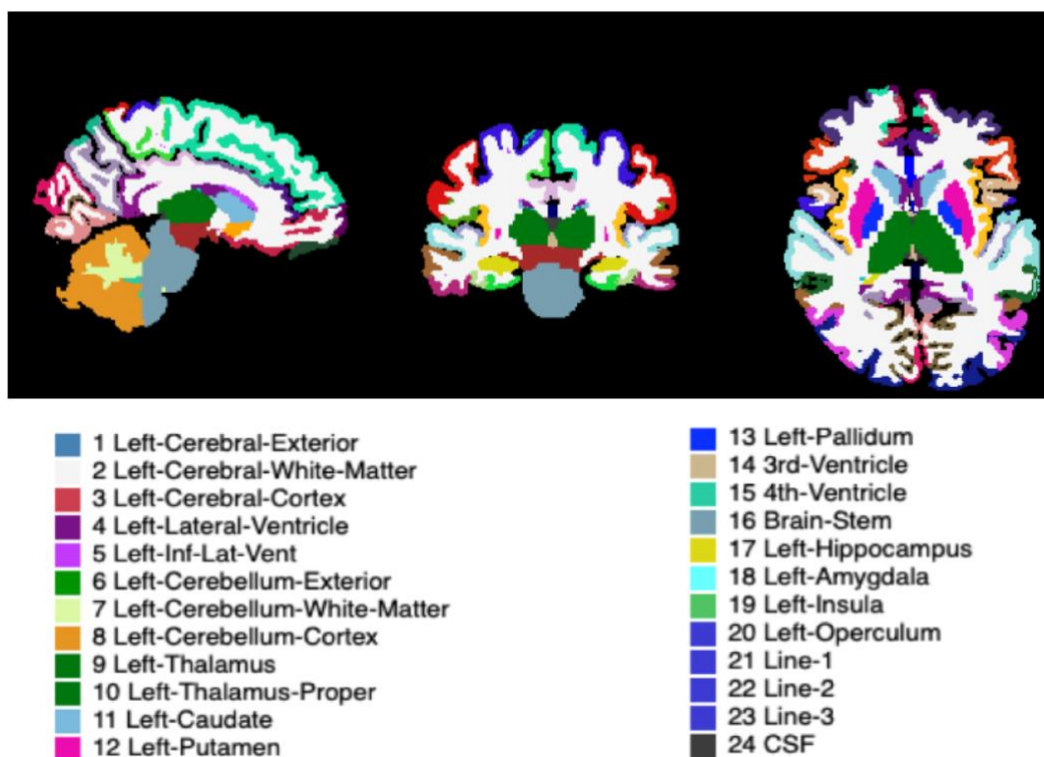 1 Left-Cerebral-Exterior
2 Left-Cerebral-White-Matter
3 Left-Cerebral-Cortex
4 Left-Lateral-Ventricle
5 Left-Inf-Lat-Vent
6 Left-Cerebellum-Exterior
7 Left-Cerebellum-White-Matter
8 Left-Cerebellum-Cortex
9 Left-Thalamus
10 Left-Thalamus-Proper
11 Left-Caudate
12 Left-Putamen
13 Left-Pallidum
14 3rd-Ventricle
15 4th-Ventricle
16 Brain-Stem
17 Left-Hippocampus
18 Left-Amygdala
19 Left-Insula
20 Left-Operculum
21 Line-1
22 Line-2
23 Line-3
24 CSF